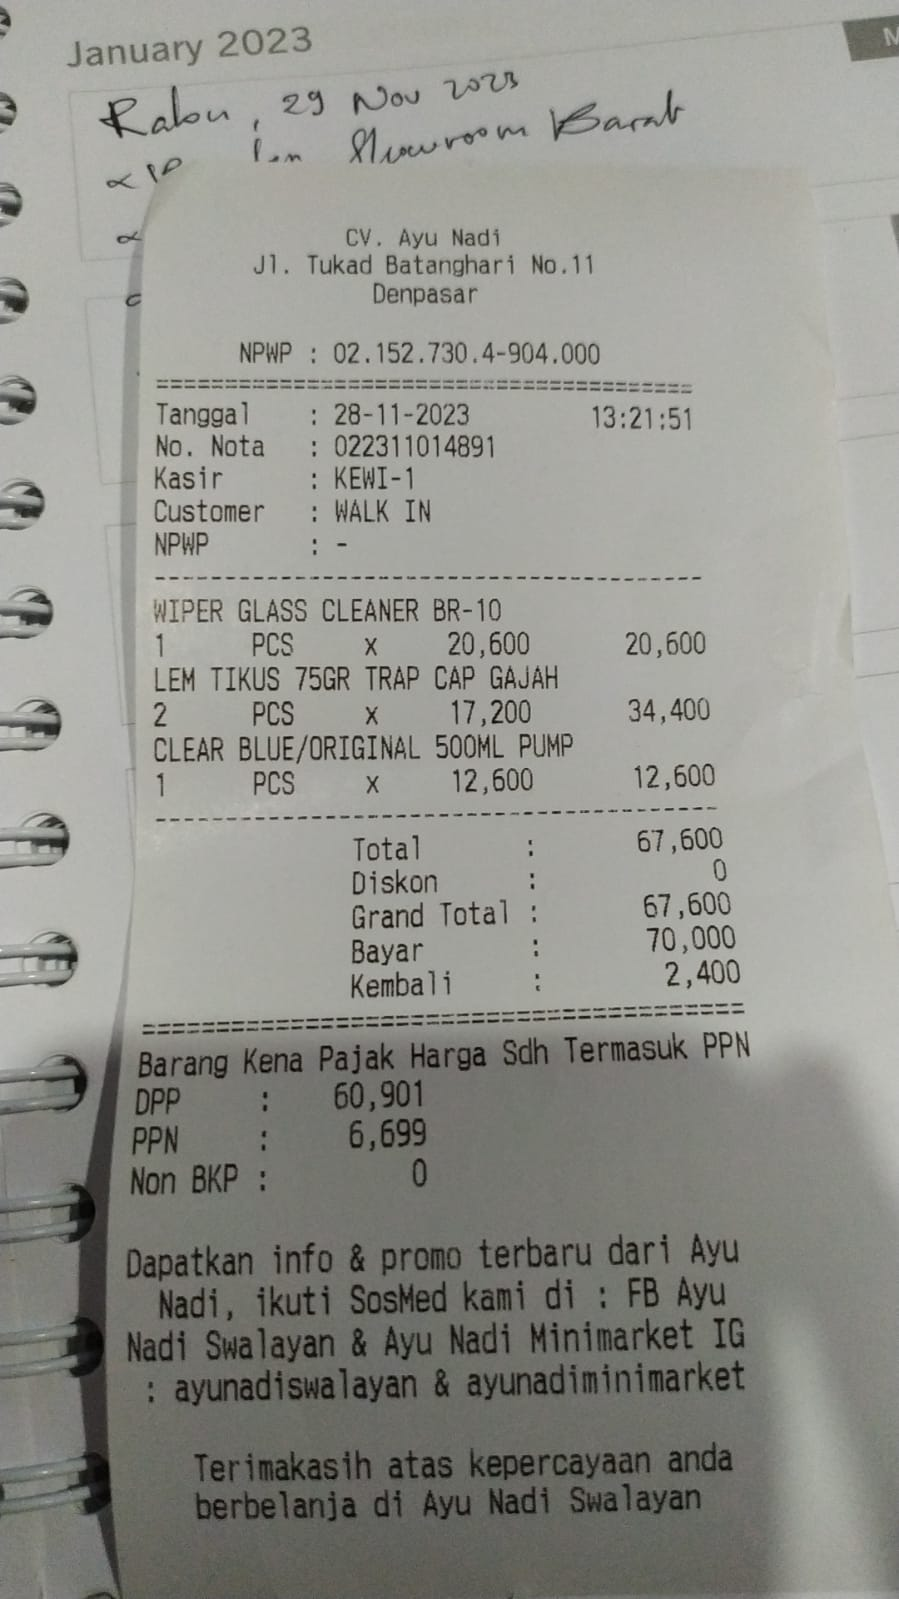 January 2023
M
Rabu, 29 Nov 2023
Showroom Barat
CV. Ayu Nadi
Jl. Tukad Batanghari No.11
Denpasar
NPWP : 02.152.730.4-904.000
========================================
Tanggal : 28-11-2023 13:21:51
No. Nota : 022311014891
Kasir : KEWI-1
Customer : WALK IN
NPWP : -
----------------------------------------
WIPER GLASS CLEANER BR-10
1 PCS x 20,600 20,600
LEM TIKUS 75GR TRAP CAP GAJAH
2 PCS x 17,200 34,400
CLEAR BLUE/ORIGINAL 500ML PUMP
1 PCS x 12,600 12,600
----------------------------------------
Total : 67,600
Diskon : 0
Grand Total : 67,600
Bayar : 70,000
Kembali : 2,400
========================================
Barang Kena Pajak Harga Sdh Termasuk PPN
DPP : 60,901
PPN : 6,699
Non BKP : 0
Dapatkan info & promo terbaru dari Ayu
Nadi, ikuti SosMed kami di : FB Ayu
Nadi Swalayan & Ayu Nadi Minimarket IG
: ayunadiswalayan & ayunadiminimarket
Terimakasih atas kepercayaan anda
berbelanja di Ayu Nadi Swalayan